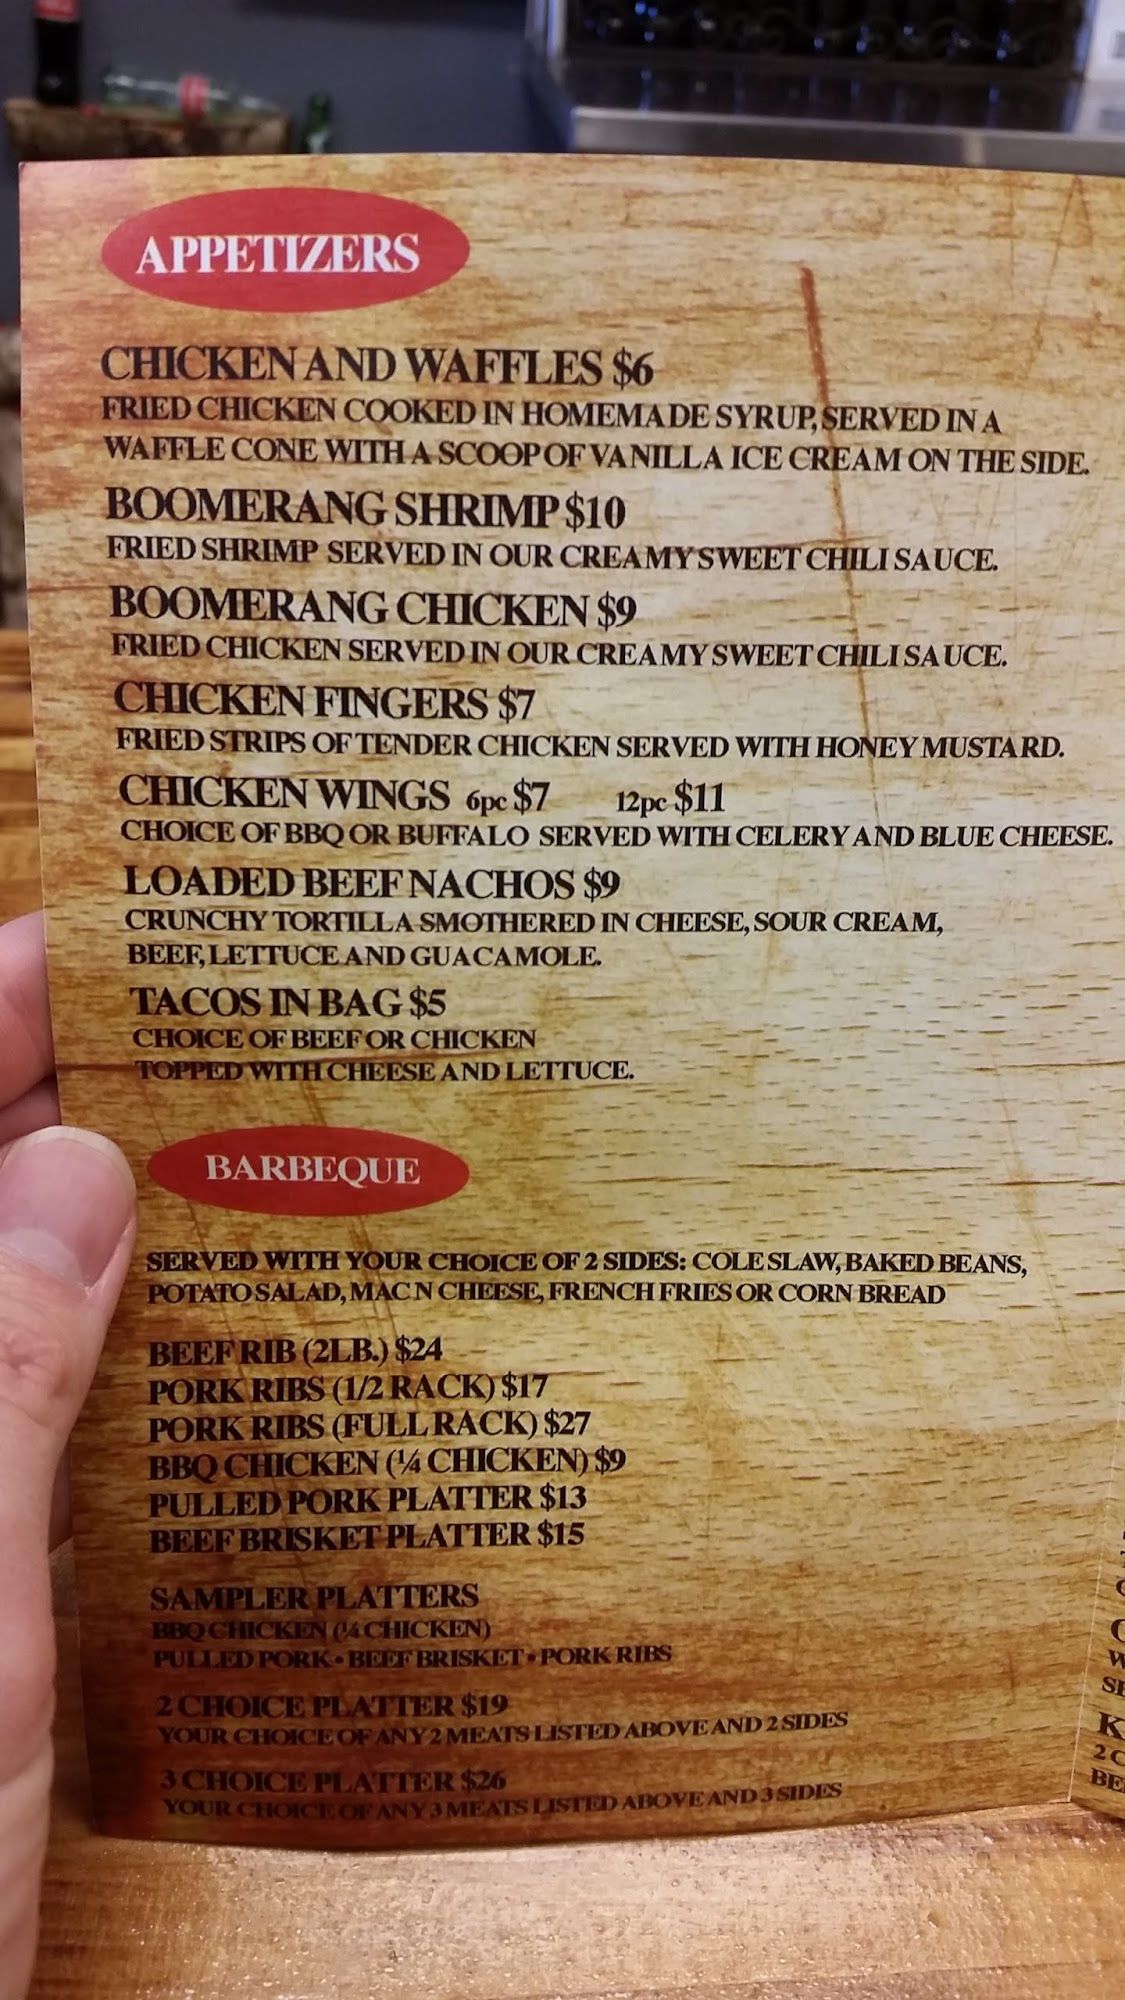 APPETIZERS
CHICKEN AND WAFFLES $6
FRIED CHICKEN COOKED IN HOMEMADE SYRUP, SERVED IN A
WAFFLE CONE WITH A SCOOP OF VANILLA ICE CREAM ON THE SIDE.
BOOMERANG SHRIMP $10
FRIED SHRIMP SERVED IN OUR CREAMY SWEET CHILI SAUCE.
BOOMERANG CHICKEN $9
FRIED CHICKEN SERVED IN OUR CREAMY SWEET CHILI SAUCE.
CHICKEN FINGERS $7
FRIED STRIPS OF TENDER CHICKEN SERVED WITH HONEY MUSTARD.
CHICKEN WINGS 6pc $7 12pc $11
CHOICE OF BBQ OR BUFFALO SERVED WITH CELERY AND BLUE CHEESE.
LOADED BEEF NACHOS $9
CRUNCHY TORTILLA SMOTHERED IN CHEESE, SOUR CREAM,
BEEF, LETTUCE AND GUACAMOLE.
TACOS IN BAG $5
CHOICE OF BEEF OR CHICKEN
TOPPED WITH CHEESE AND LETTUCE.
BARBEQUE
SERVED WITH YOUR CHOICE OF 2 SIDES: COLE SLAW, BAKED BEANS,
POTATO SALAD, MAC N CHEESE, FRENCH FRIES OR CORN BREAD
BEEF RIB (2LB.) $24
PORK RIBS (1/2 RACK) $17
PORK RIBS (FULL RACK) $27
BBQ CHICKEN (¼ CHICKEN) $9
PULLED PORK PLATTER $13
BEEF BRISKET PLATTER $15
SAMPLER PLATTERS
BBQ CHICKEN (¼ CHICKEN)
PULLED PORK • BEEF BRISKET • PORK RIBS
2 CHOICE PLATTER $19
YOUR CHOICE OF ANY 2 MEATS LISTED ABOVE AND 2 SIDES
3 CHOICE PLATTER $26
YOUR CHOICE OF ANY 3 MEATS LISTED ABOVE AND 3 SIDES